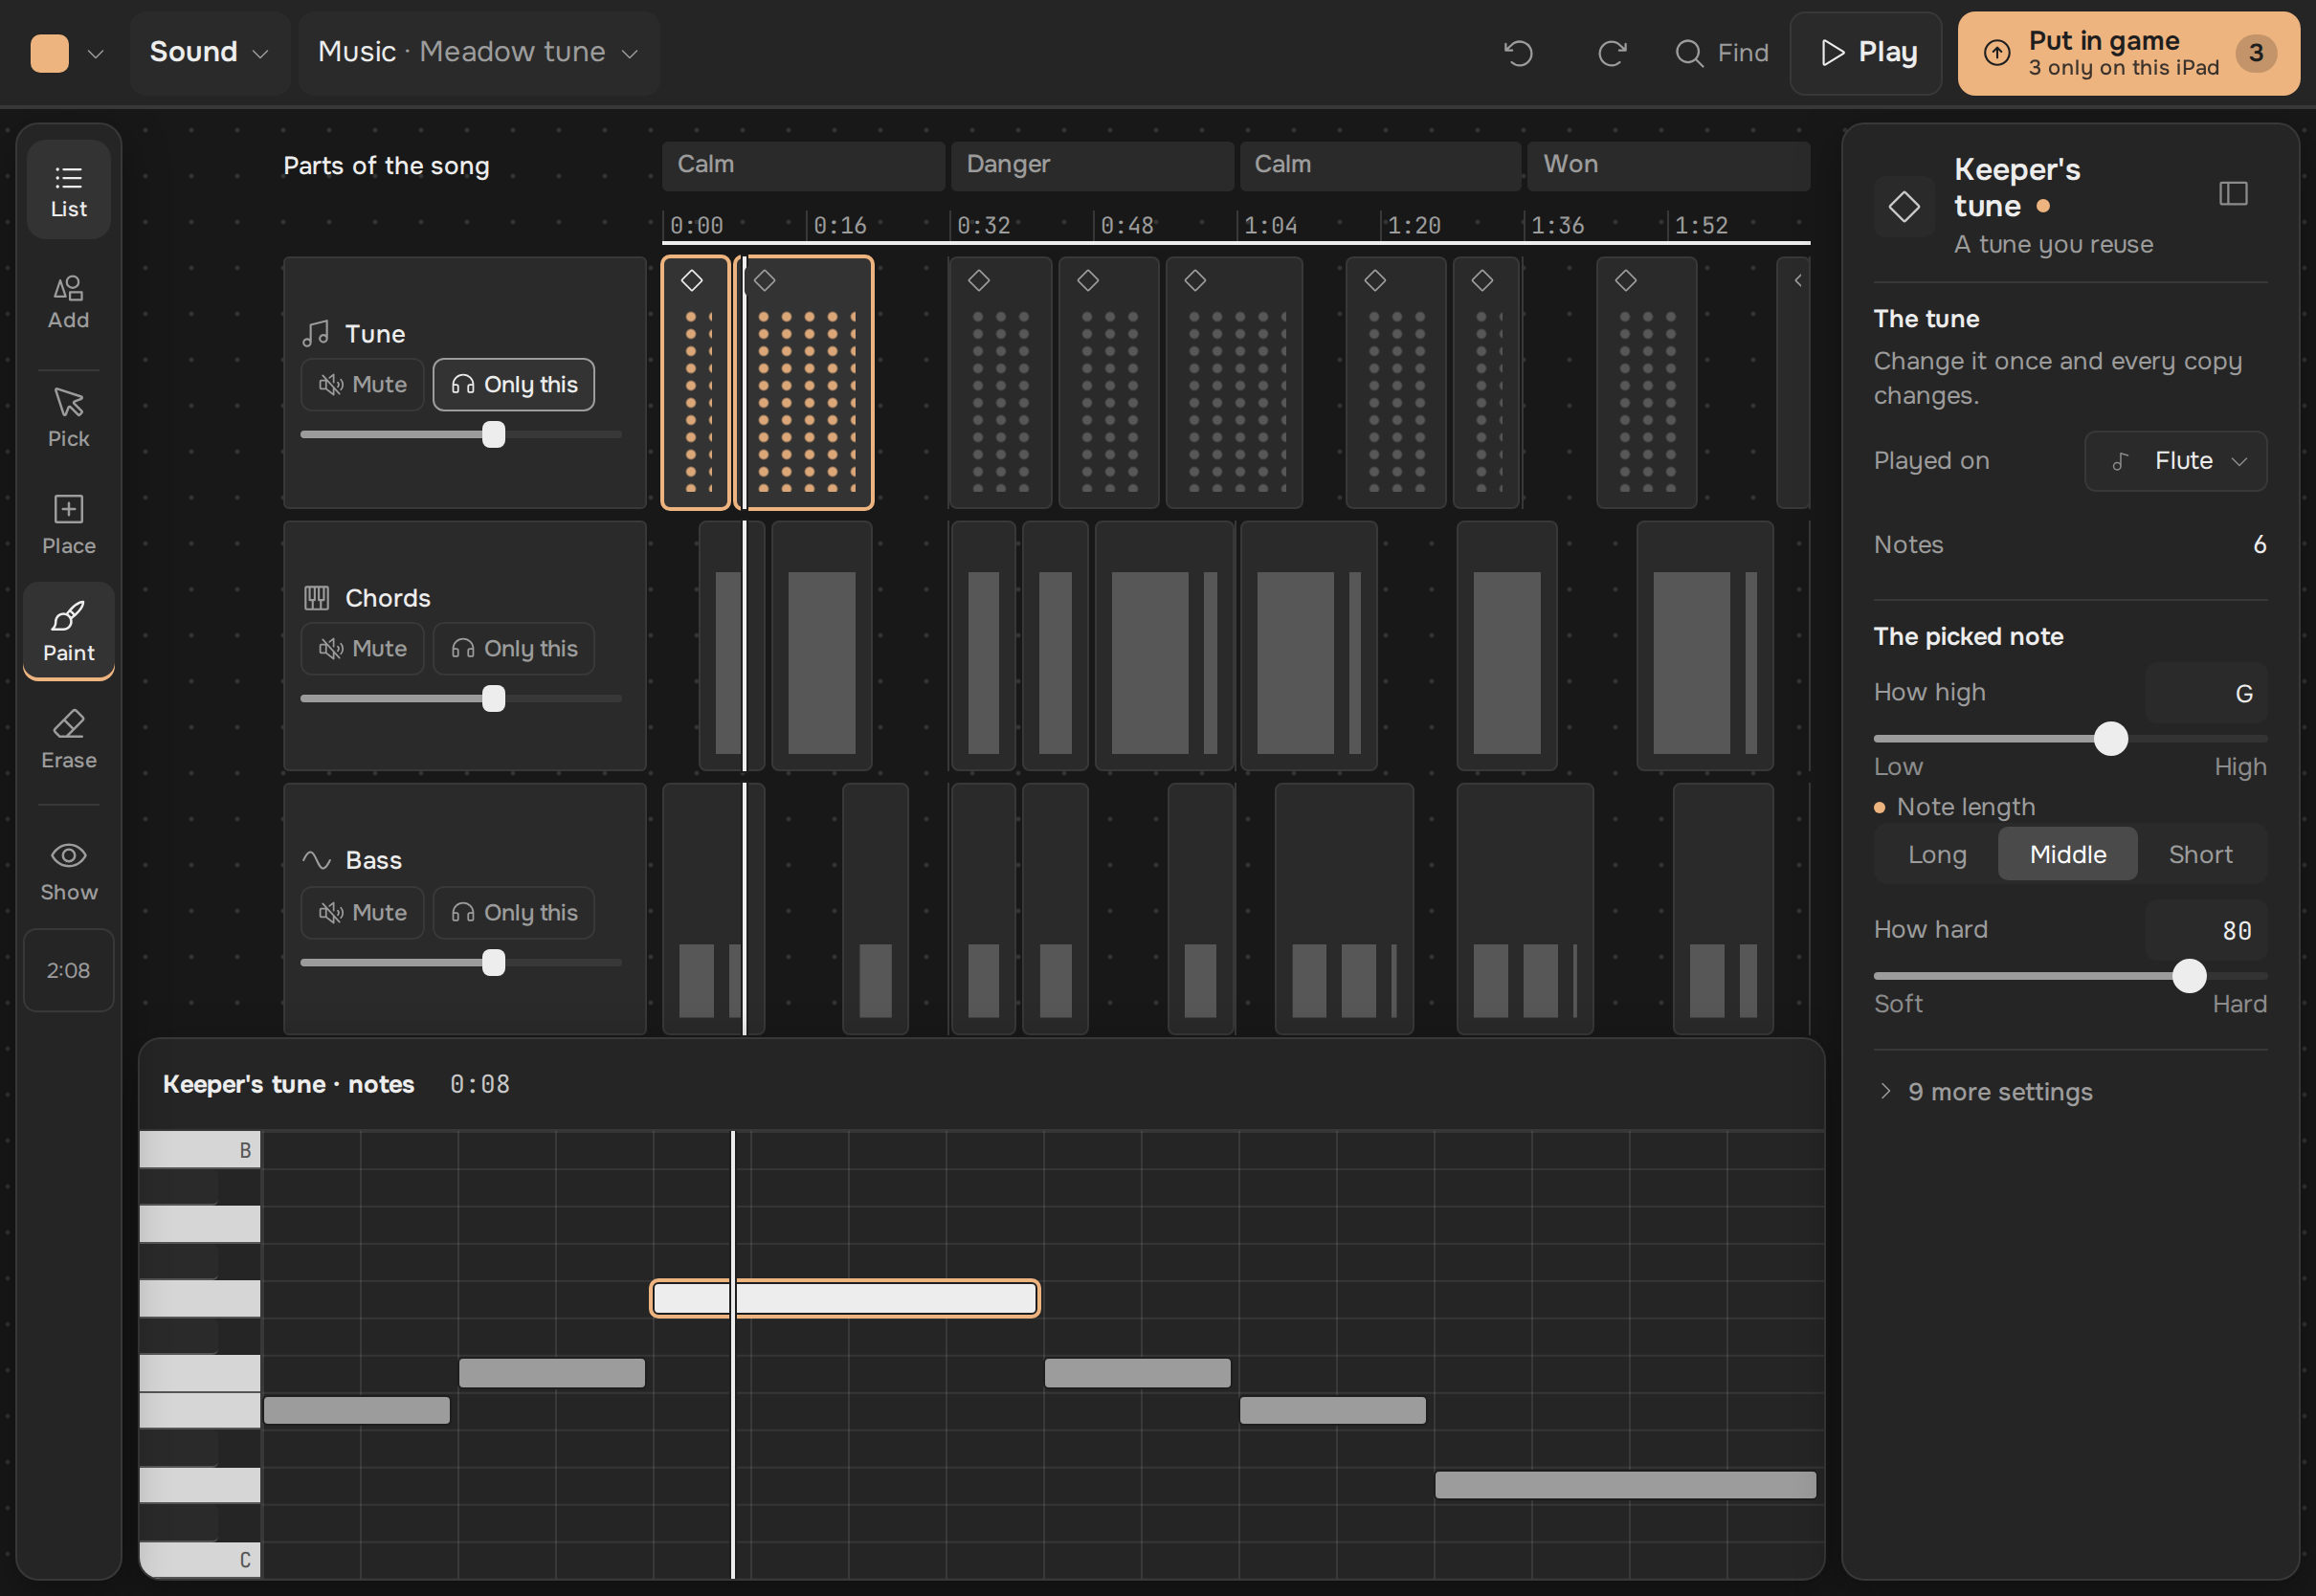 Sound
Music · Meadow tune
Find
Play
Put in game
3 only on this iPad
3
List
Add
Pick
Place
Paint
Erase
Show
2:08
Parts of the song
Calm
Danger
Calm
Won
0:00
0:16
0:32
0:48
1:04
1:20
1:36
1:52
Tune
Mute
Only this
Chords
Mute
Only this
Bass
Mute
Only this
Keeper's tune · notes
0:08
B
C
Keeper's
tune
A tune you reuse
The tune
Change it once and every copy
changes.
Played on
Flute
Notes
6
The picked note
How high
G
Low
High
Note length
Long
Middle
Short
How hard
80
Soft
Hard
9 more settings